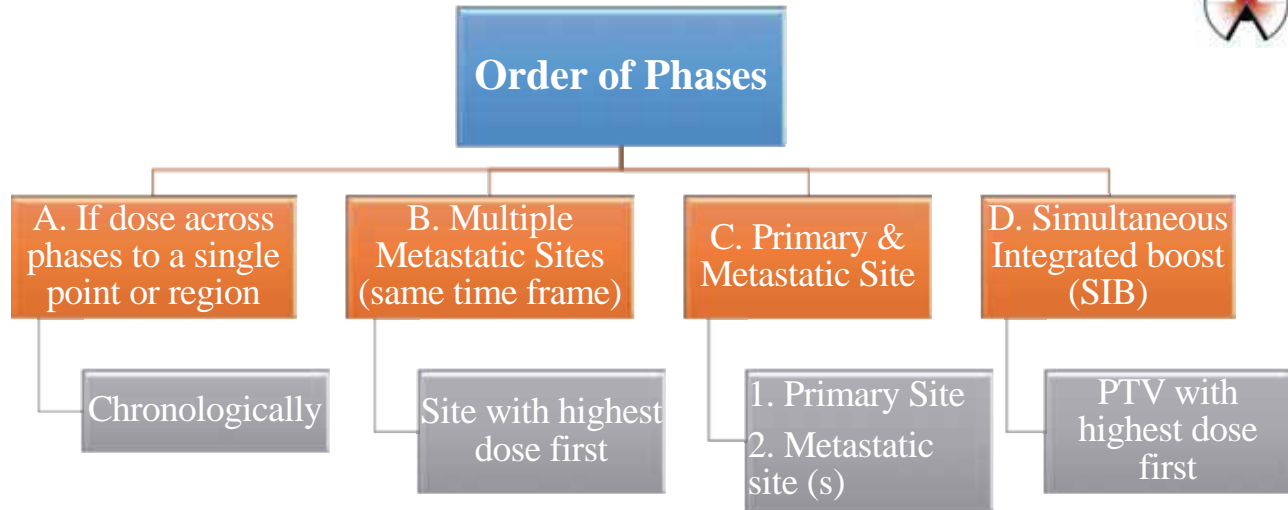 Order of Phases
A. If dose across
phases to a single
point or region
B. Multiple
Metastatic Sites
(same time frame)
C. Primary &
Metastatic Site
D. Simultaneous
Integrated boost
(SIB)
Chronologically
Site with highest
dose first
1. Primary Site
2. Metastatic
site (s)
PTV with
highest dose
first